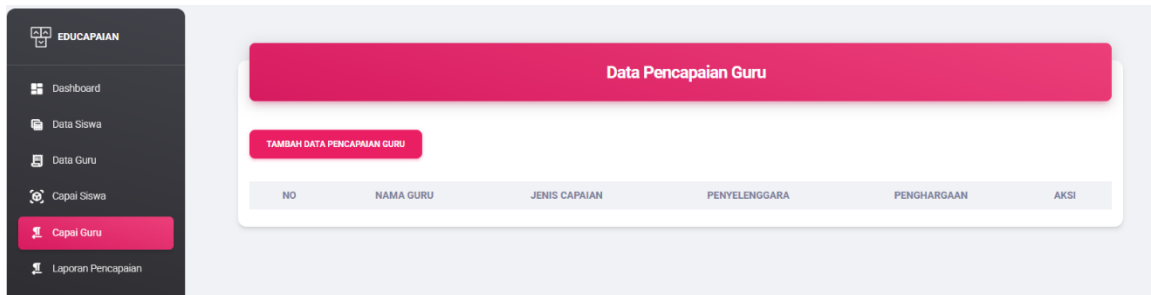 EDUCAPAIAN
Dashboard
Data Siswa
Data Guru
Capai Siswa
Capai Guru
Laporan Pencapaian
Data Pencapaian Guru
TAMBAH DATA PENCAPAIAN GURU
NO NAMA GURU JENIS CAPAIAN PENYELENGGARA PENGHARGAAN AKSI